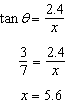 tan θ = 2.4/x
3/7 = 2.4/x
x = 5.6